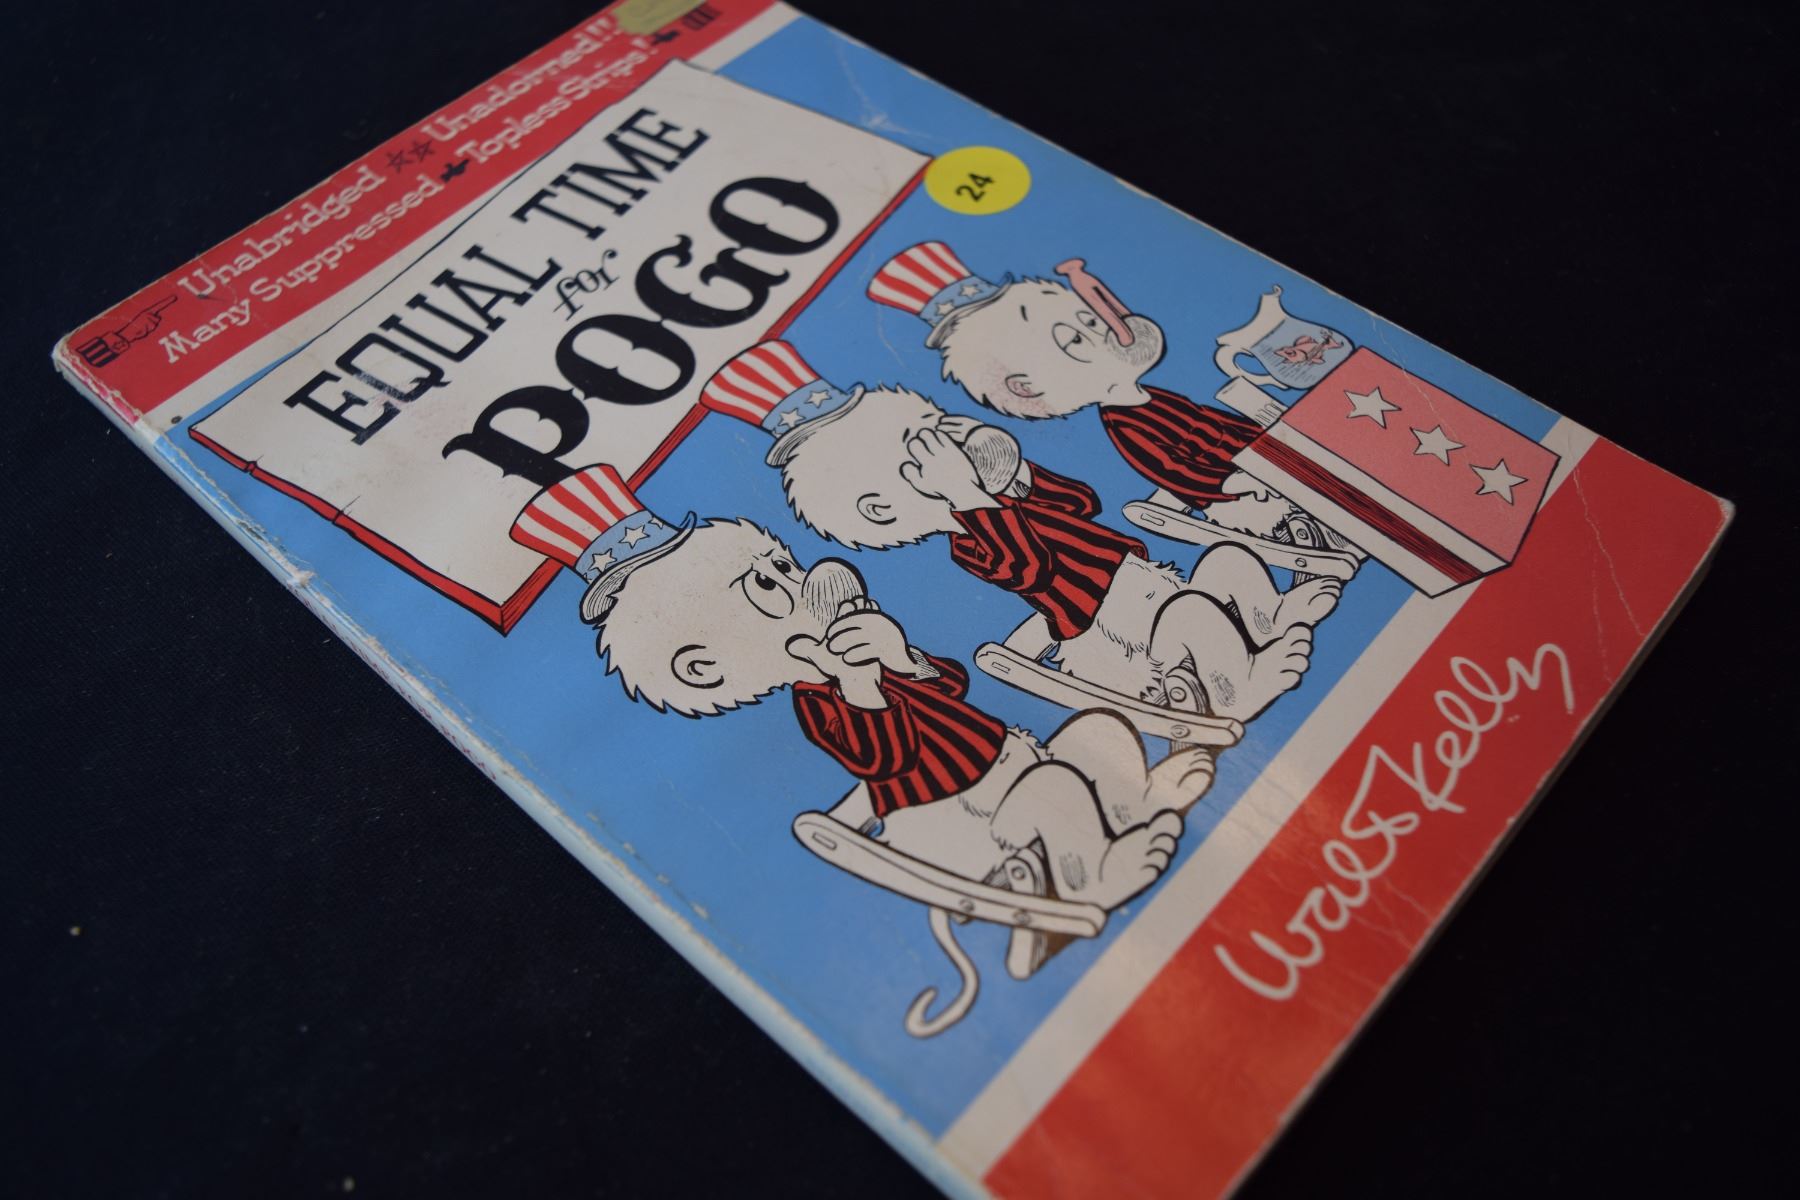 Unabridged ☆☆ Unadorned!!
Many Suppressed ✦ Topless Strips! ✦
EQUAL TIME
for
POGO
24
Walt Kelly